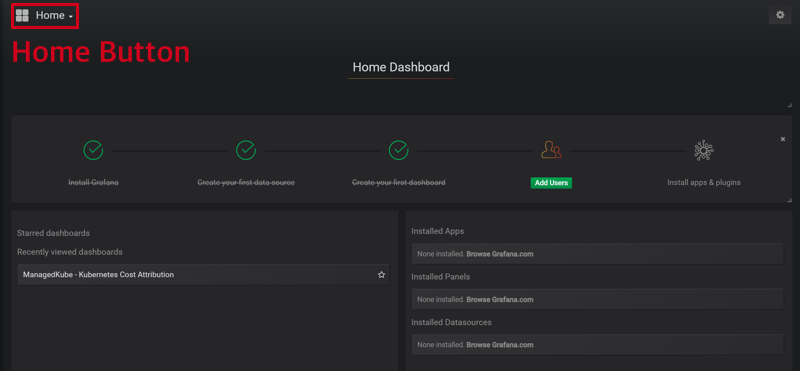 Home
Home Button
Home Dashboard
Install Grafana
Create your first data source
Create your first dashboard
Add Users
Install apps & plugins
Starred dashboards
Recently viewed dashboards
ManagedKube - Kubernetes Cost Attribution
Installed Apps
None installed. Browse Grafana.com
Installed Panels
None installed. Browse Grafana.com
Installed Datasources
None installed. Browse Grafana.com